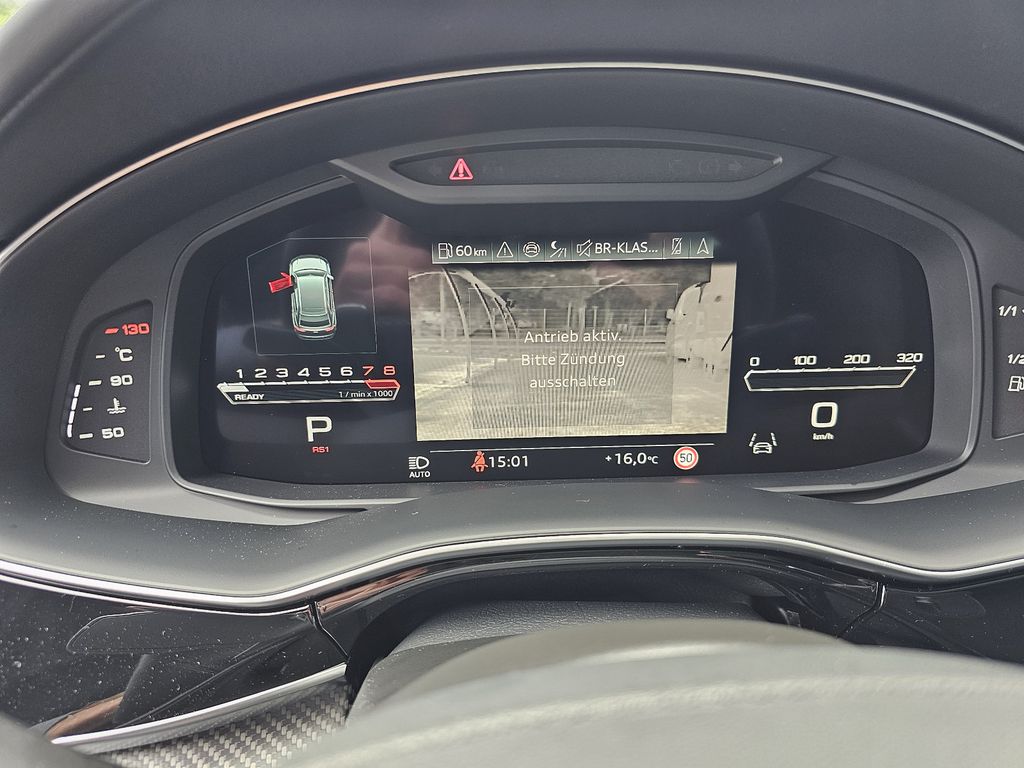 60 km BR-KLAS...
130
°C
90
50
1 2 3 4 5 6 7 8
READY 1 / min x 1000
P
RS1
Antrieb aktiv.
Bitte Zündung
ausschalten
0 100 200 320
0
km/h
AUTO
15:01 +16,0°C 50
1/1
1/2